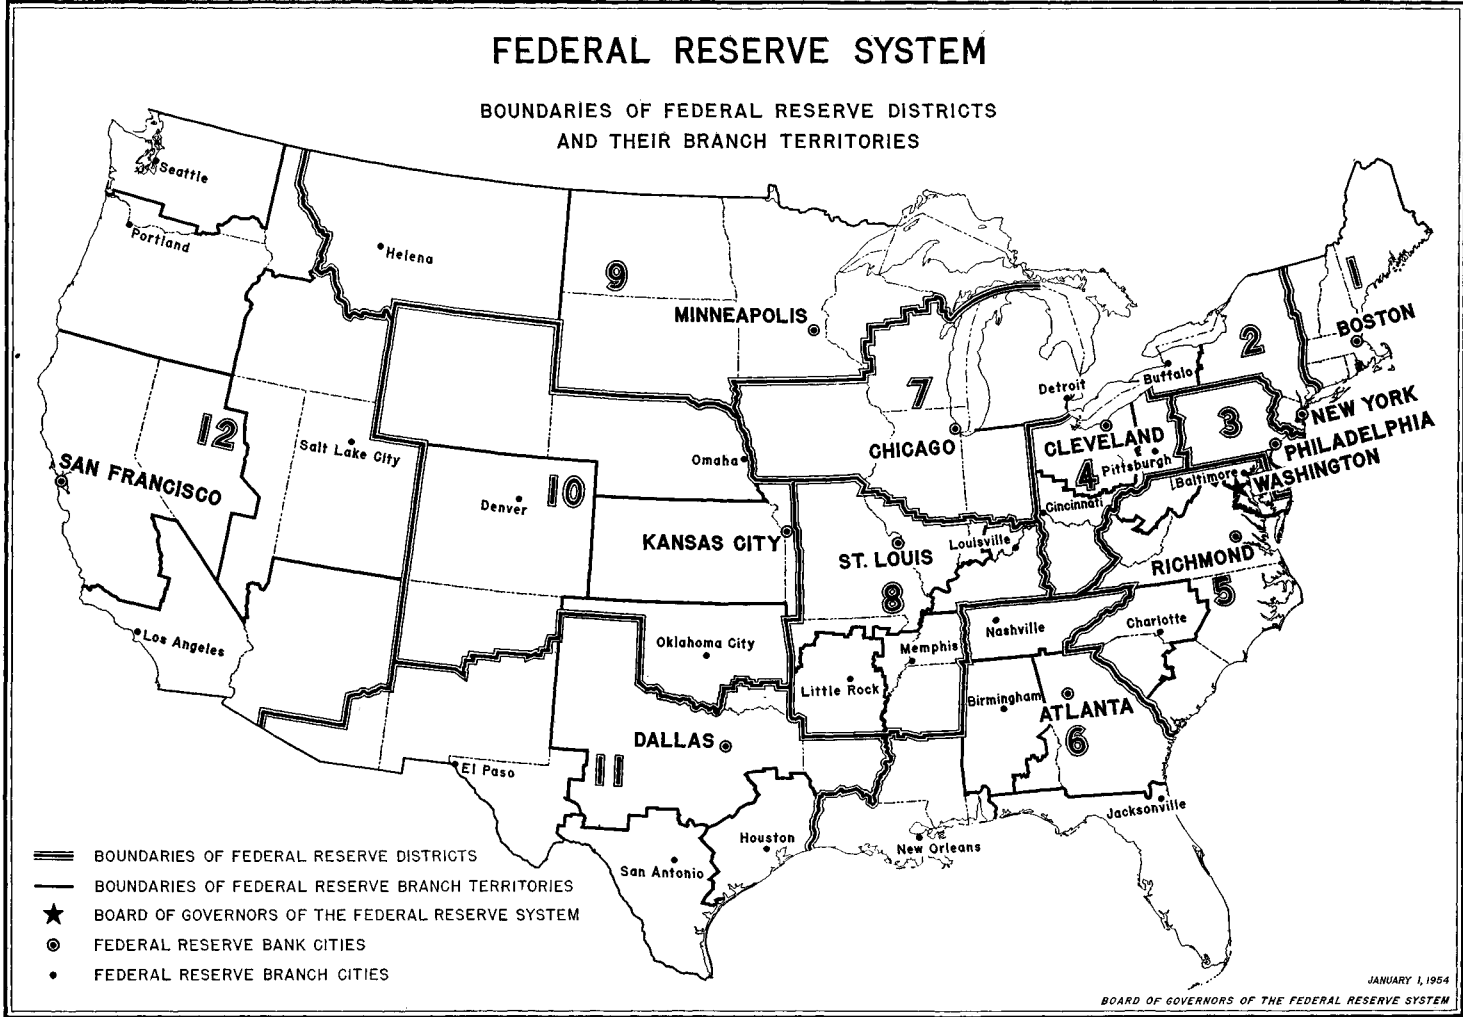 FEDERAL RESERVE SYSTEM
BOUNDARIES OF FEDERAL RESERVE DISTRICTS
AND THEIR BRANCH TERRITORIES
Seattle
Portland
Helena
9
MINNEAPOLIS
1
BOSTON
2
Buffalo
Detroit
7
CHICAGO
CLEVELAND
4
Pittsburgh
3
NEW YORK
PHILADELPHIA
WASHINGTON
Baltimore
Cincinnati
12
SAN FRANCISCO
Salt Lake City
Omaha
Denver
10
KANSAS CITY
ST. LOUIS
8
Louisville
RICHMOND
5
Los Angeles
Oklahoma City
Nashville
Charlotte
Memphis
Little Rock
Birmingham
ATLANTA
6
DALLAS
11
El Paso
Jacksonville
Houston
New Orleans
San Antonio
BOUNDARIES OF FEDERAL RESERVE DISTRICTS
BOUNDARIES OF FEDERAL RESERVE BRANCH TERRITORIES
BOARD OF GOVERNORS OF THE FEDERAL RESERVE SYSTEM
FEDERAL RESERVE BANK CITIES
FEDERAL RESERVE BRANCH CITIES
JANUARY 1, 1954
BOARD OF GOVERNORS OF THE FEDERAL RESERVE SYSTEM